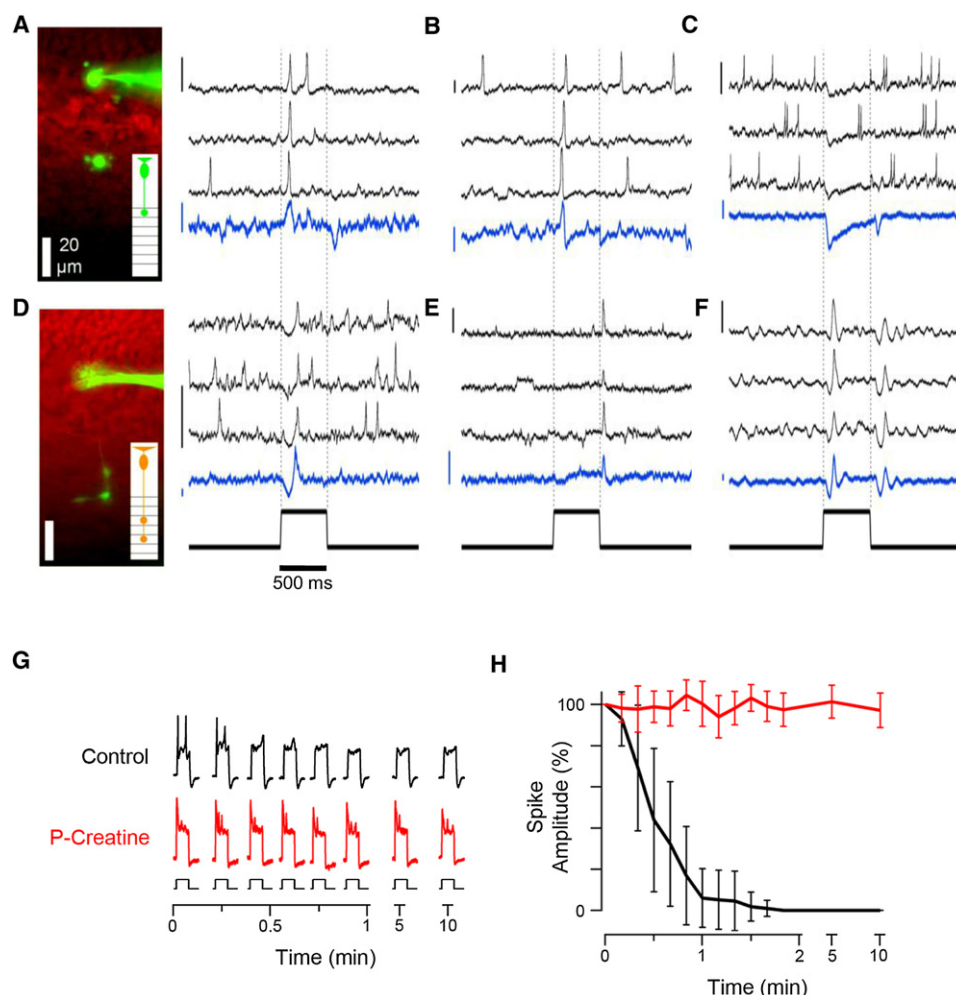 A
B
C
20
µm
D
E
F
500 ms
G
H
Control
P-Creatine
0
0.5
1
5
10
Time (min)
100
0
Spike
Amplitude (%)
0
1
2
5
10
Time (min)